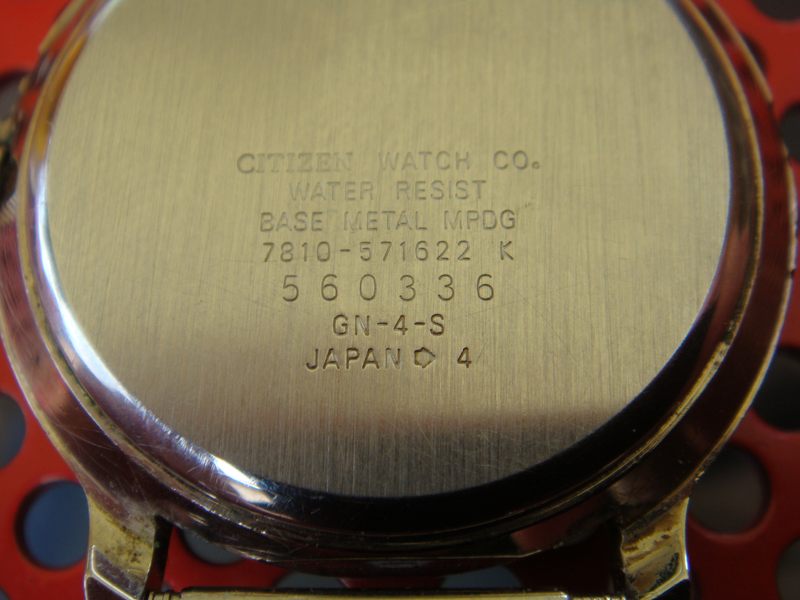 CITIZEN WATCH CO.
WATER RESIST
BASE METAL MPDG
7810-571622 K
560336
GN-4-S
JAPAN 4